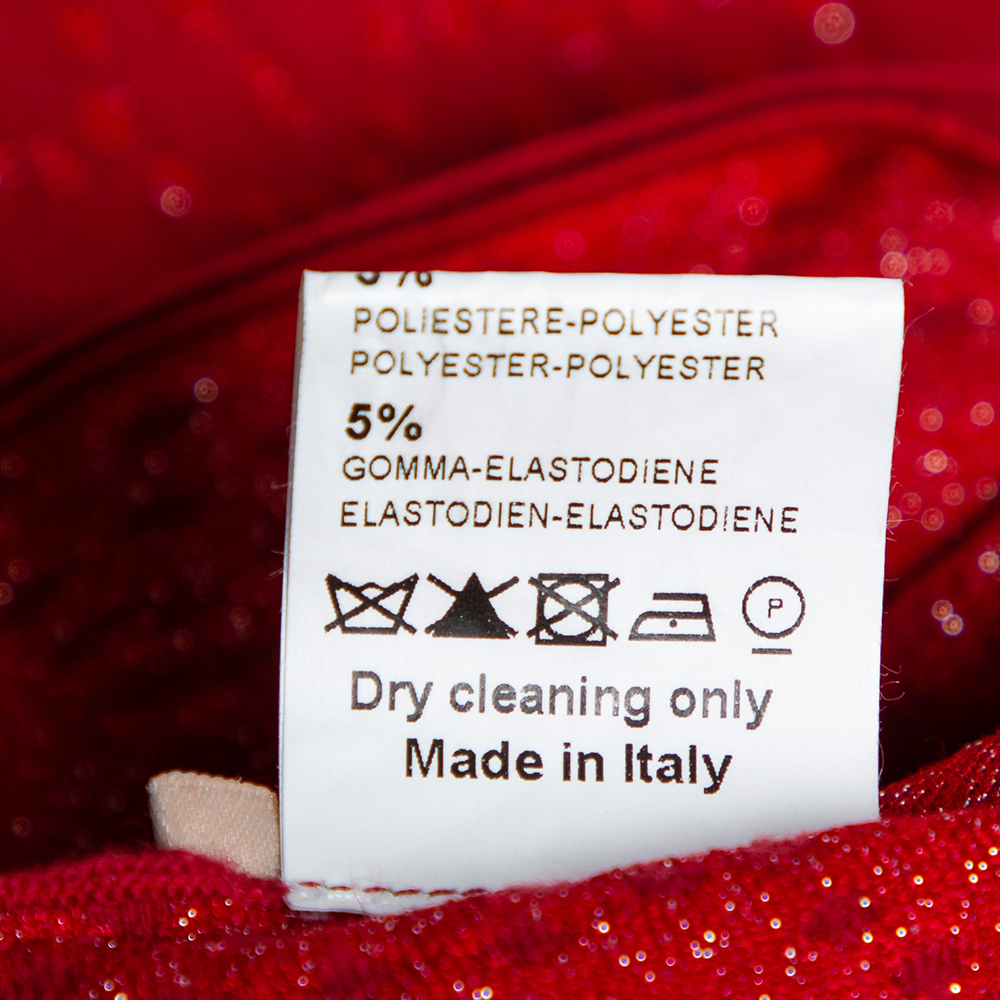 POLIESTERE-POLYESTER
POLYESTER-POLYESTER
5%
GOMMA-ELASTODIENE
ELASTODIEN-ELASTODIENE
P
Dry cleaning only
Made in Italy